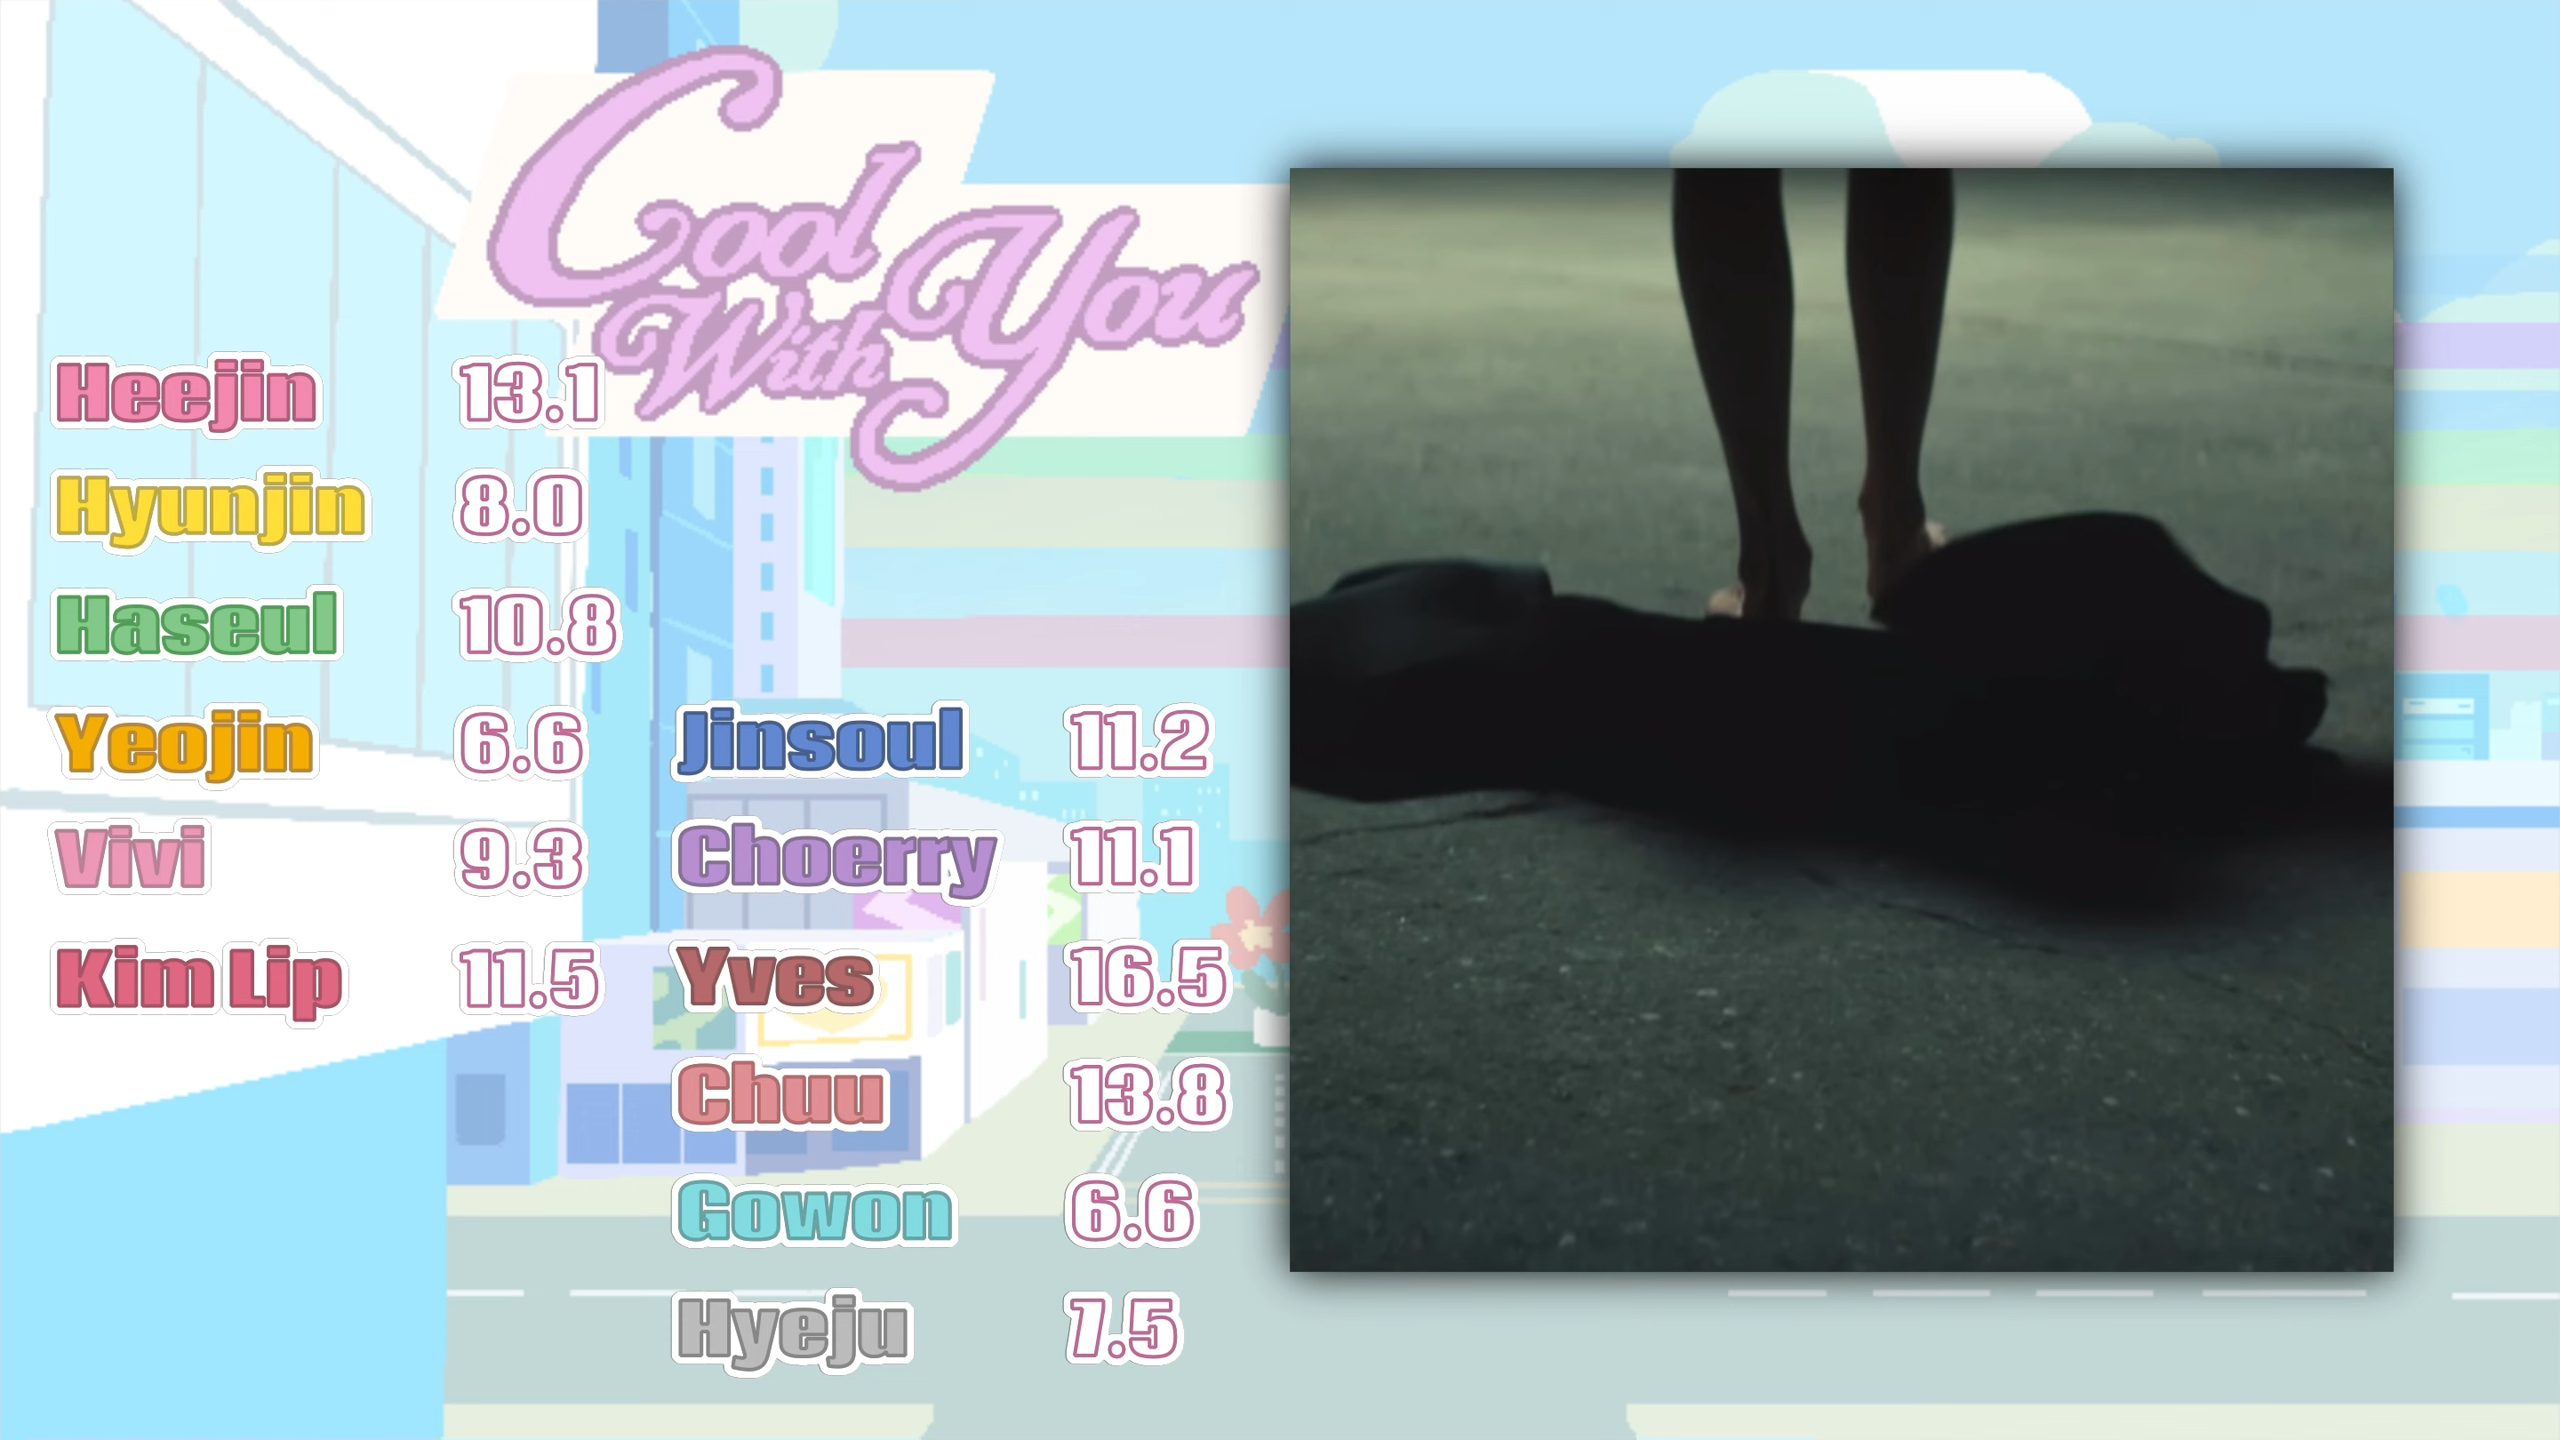 Cool
With You
Heejin 13.1
Hyunjin 8.0
Haseul 10.8
Yeojin 6.6
Vivi 9.3
Kim Lip 11.5
Jinsoul 11.2
Choerry 11.1
Yves 16.5
Chuu 13.8
Gowon 6.6
Hyeju 7.5